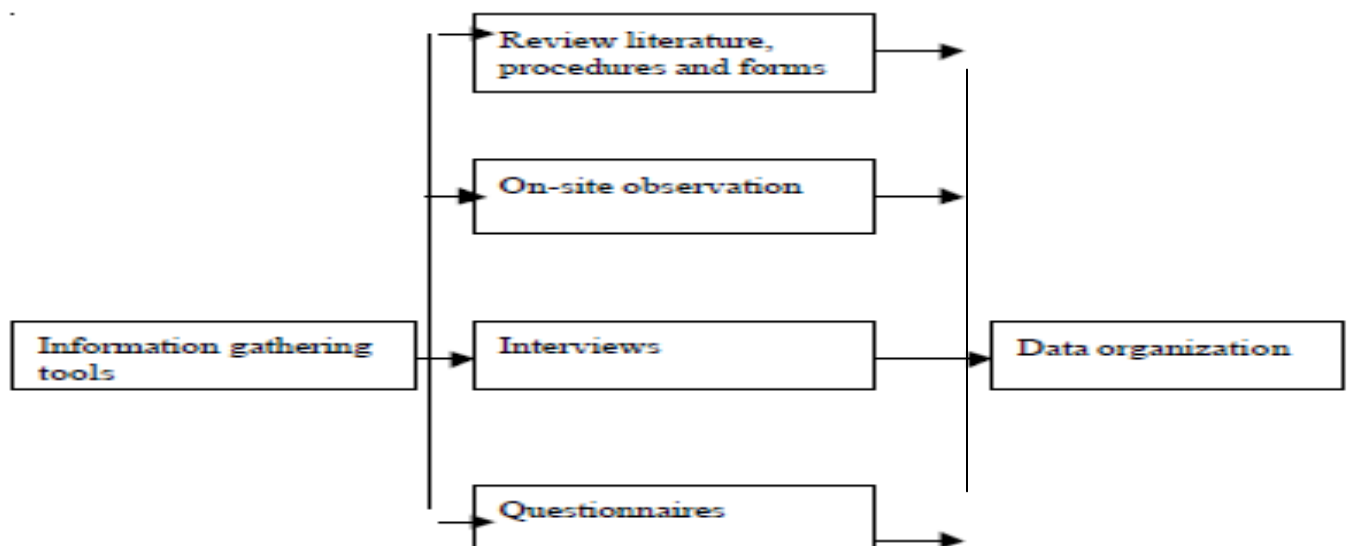 Review literature,
procedures and forms
On-site observation
Information gathering
tools
Interviews
Data organization
Questionnaires